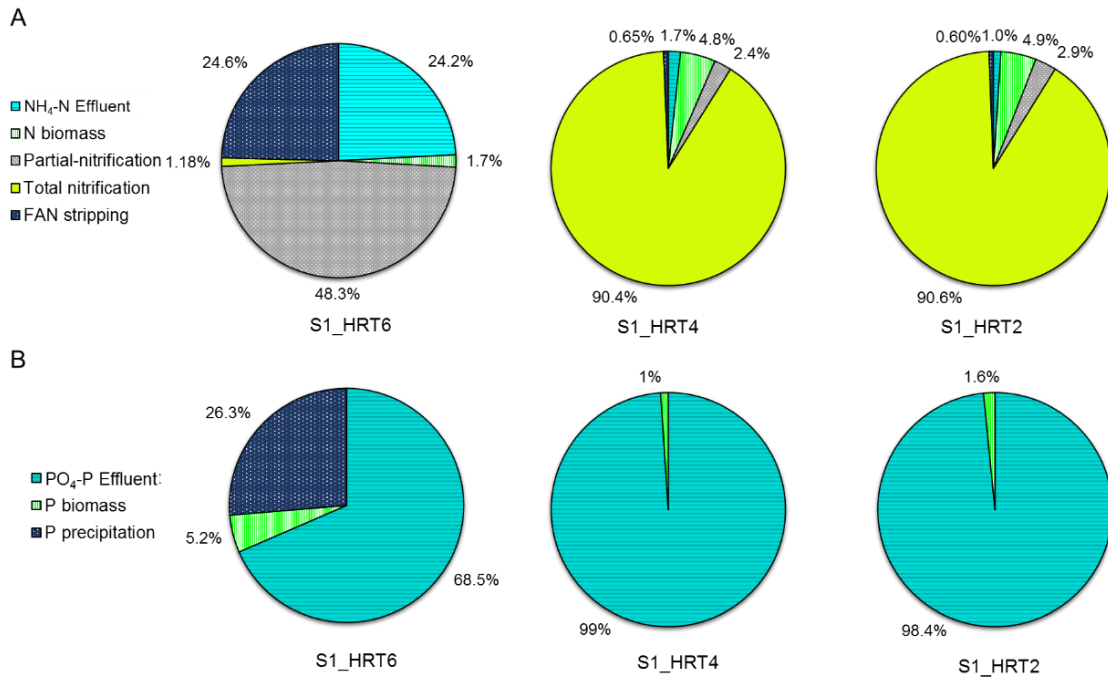 A
24.6%
24.2%
1.18%
1.7%
48.3%
S1_HRT6
NH₄-N Effluent
N biomass
Partial-nitrification
Total nitrification
FAN stripping
0.65%
1.7%
4.8%
2.4%
90.4%
S1_HRT4
0.60%
1.0%
4.9%
2.9%
90.6%
S1_HRT2
B
26.3%
5.2%
68.5%
S1_HRT6
PO₄-P Effluent:
P biomass
P precipitation
1%
99%
S1_HRT4
1.6%
98.4%
S1_HRT2